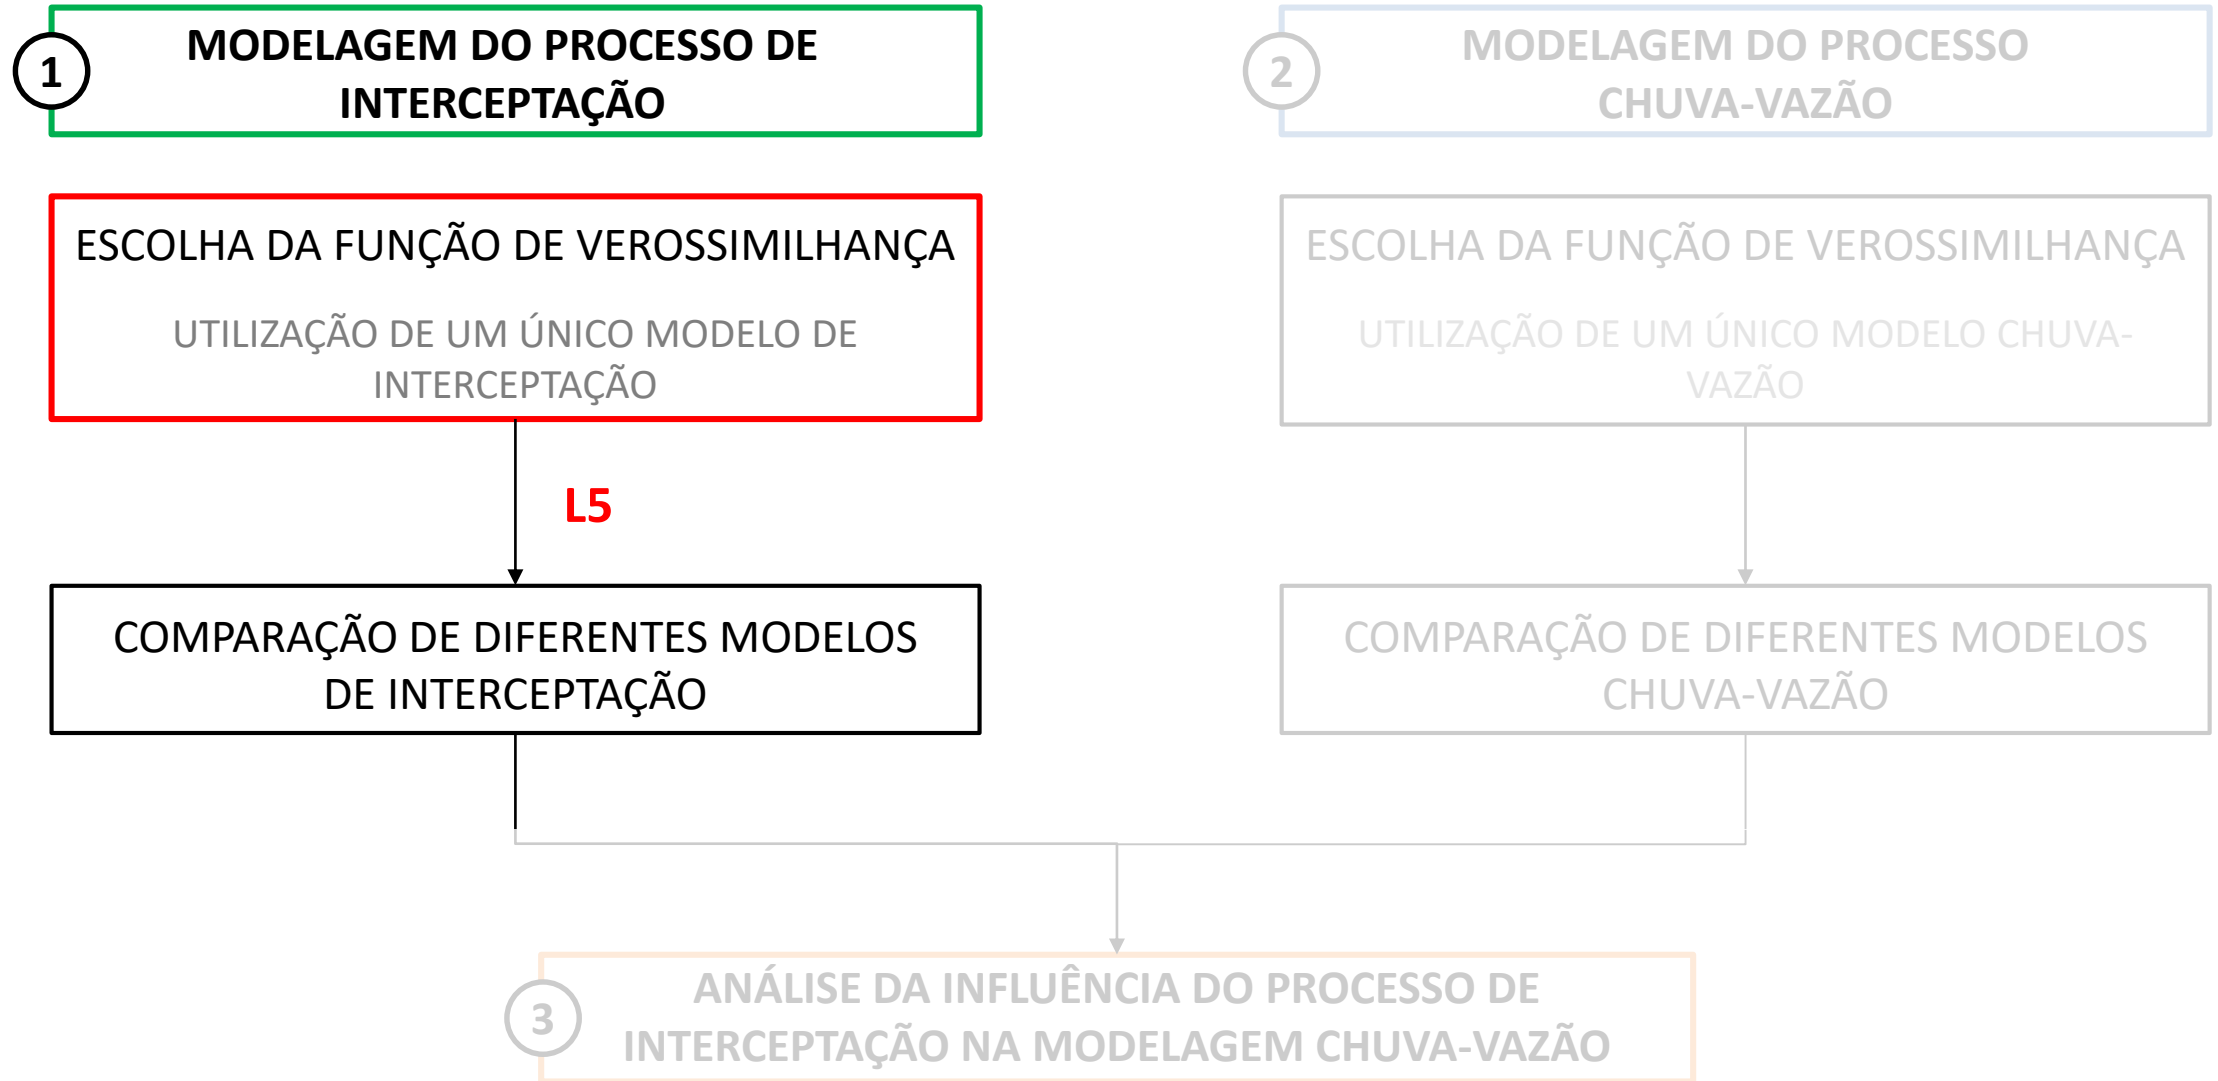 1
MODELAGEM DO PROCESSO DE
INTERCEPTAÇÃO
ESCOLHA DA FUNÇÃO DE VEROSSIMILHANÇA
UTILIZAÇÃO DE UM ÚNICO MODELO DE
INTERCEPTAÇÃO
L5
COMPARAÇÃO DE DIFERENTES MODELOS
DE INTERCEPTAÇÃO
2
MODELAGEM DO PROCESSO
CHUVA-VAZÃO
ESCOLHA DA FUNÇÃO DE VEROSSIMILHANÇA
UTILIZAÇÃO DE UM ÚNICO MODELO CHUVA-
VAZÃO
COMPARAÇÃO DE DIFERENTES MODELOS
CHUVA-VAZÃO
3
ANÁLISE DA INFLUÊNCIA DO PROCESSO DE
INTERCEPTAÇÃO NA MODELAGEM CHUVA-VAZÃO